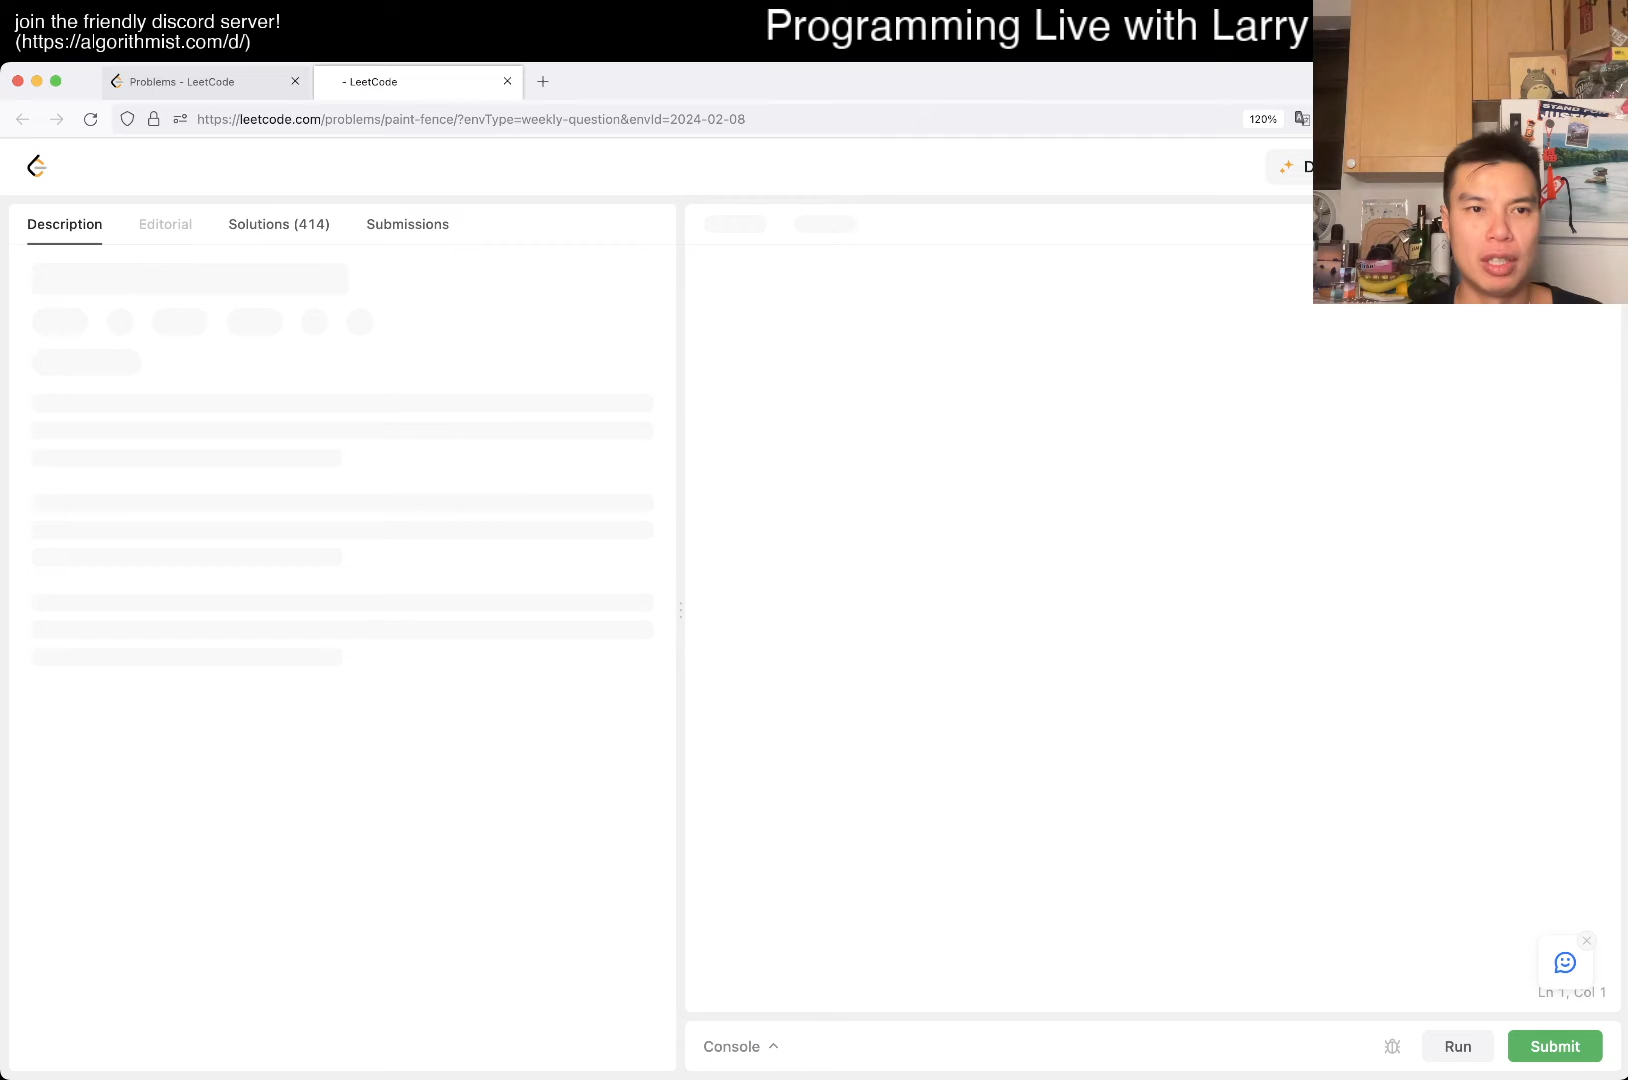 join the friendly discord server!
(https://algorithmist.com/d/)
Programming Live with Larry
Problems - LeetCode
- LeetCode
https://leetcode.com/problems/paint-fence/?envType=weekly-question&envId=2024-02-08
120%
D
Description
Editorial
Solutions (414)
Submissions
STAND FOR
Ln 1, Col 1
Console
Run
Submit